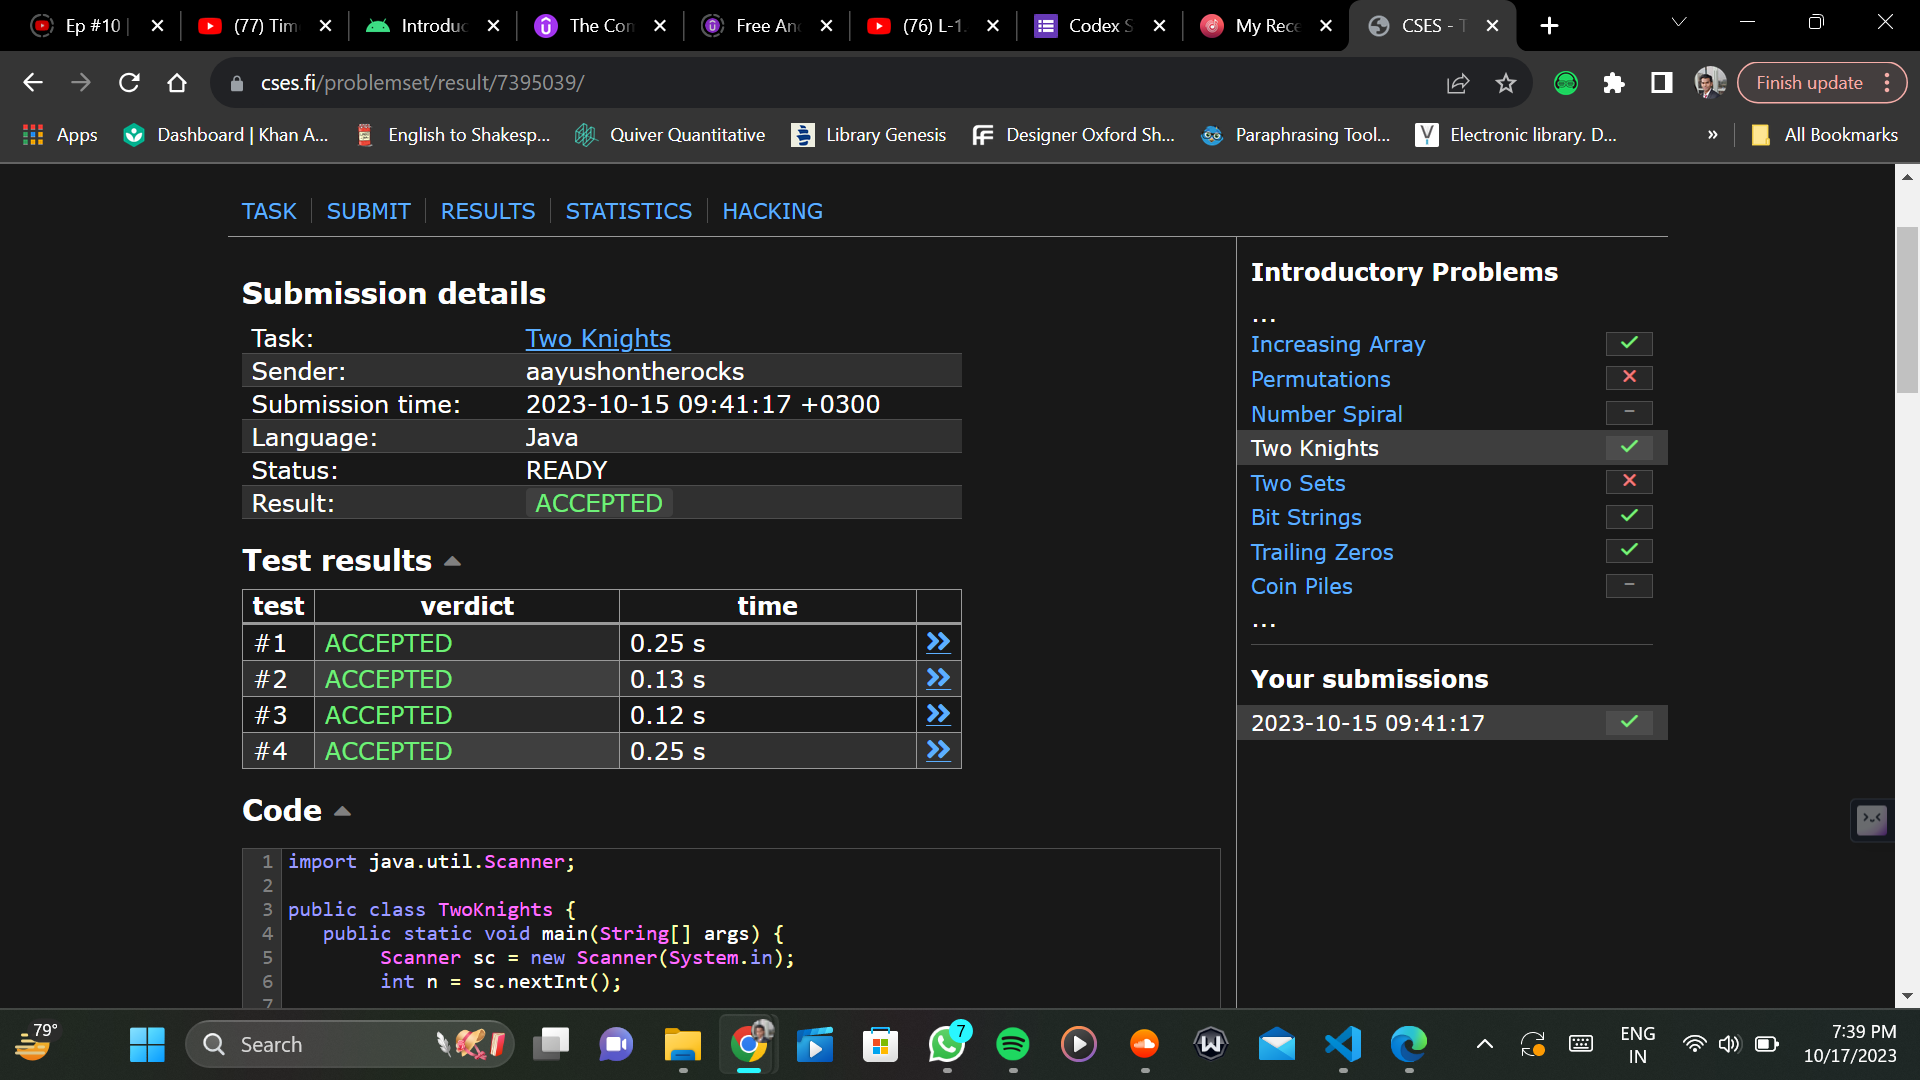 Ep #10 |
(77) Tim
Introduc
The Con
Free An
(76) L-1.
Codex S
My Rece
CSES - T
cses.fi/problemset/result/7395039/
Finish update
Apps
Dashboard | Khan A...
English to Shakesp...
Quiver Quantitative
Library Genesis
Designer Oxford Sh...
Paraphrasing Tool...
Electronic library. D...
»
All Bookmarks
TASK | SUBMIT | RESULTS | STATISTICS | HACKING
Submission details
Task: Two Knights
Sender: aayushontherocks
Submission time: 2023-10-15 09:41:17 +0300
Language: Java
Status: READY
Result: ACCEPTED
Test results
test verdict time
#1 ACCEPTED 0.25 s
#2 ACCEPTED 0.13 s
#3 ACCEPTED 0.12 s
#4 ACCEPTED 0.25 s
Code
1 import java.util.Scanner;
2
3 public class TwoKnights {
4 public static void main(String[] args) {
5 Scanner sc = new Scanner(System.in);
6 int n = sc.nextInt();
7
Introductory Problems
...
Increasing Array
Permutations
Number Spiral
Two Knights
Two Sets
Bit Strings
Trailing Zeros
Coin Piles
...
Your submissions
2023-10-15 09:41:17
79°
Search
7
ENG
IN
7:39 PM
10/17/2023